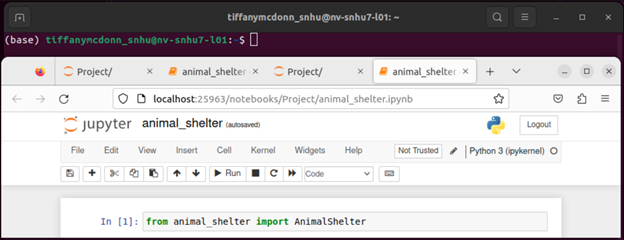 tiffanymcdonn_snhu@nv-snhu7-l01: ~
(base) tiffanymcdonn_snhu@nv-snhu7-l01:~$
Project/ × animal_shelter × Project/ × animal_shelter × +
localhost:25963/notebooks/Project/animal_shelter.ipynb
jupyter animal_shelter (autosaved) Logout
File Edit View Insert Cell Kernel Widgets Help Not Trusted Python 3 (ipykernel)
Run Code
In [1]: from animal_shelter import AnimalShelter